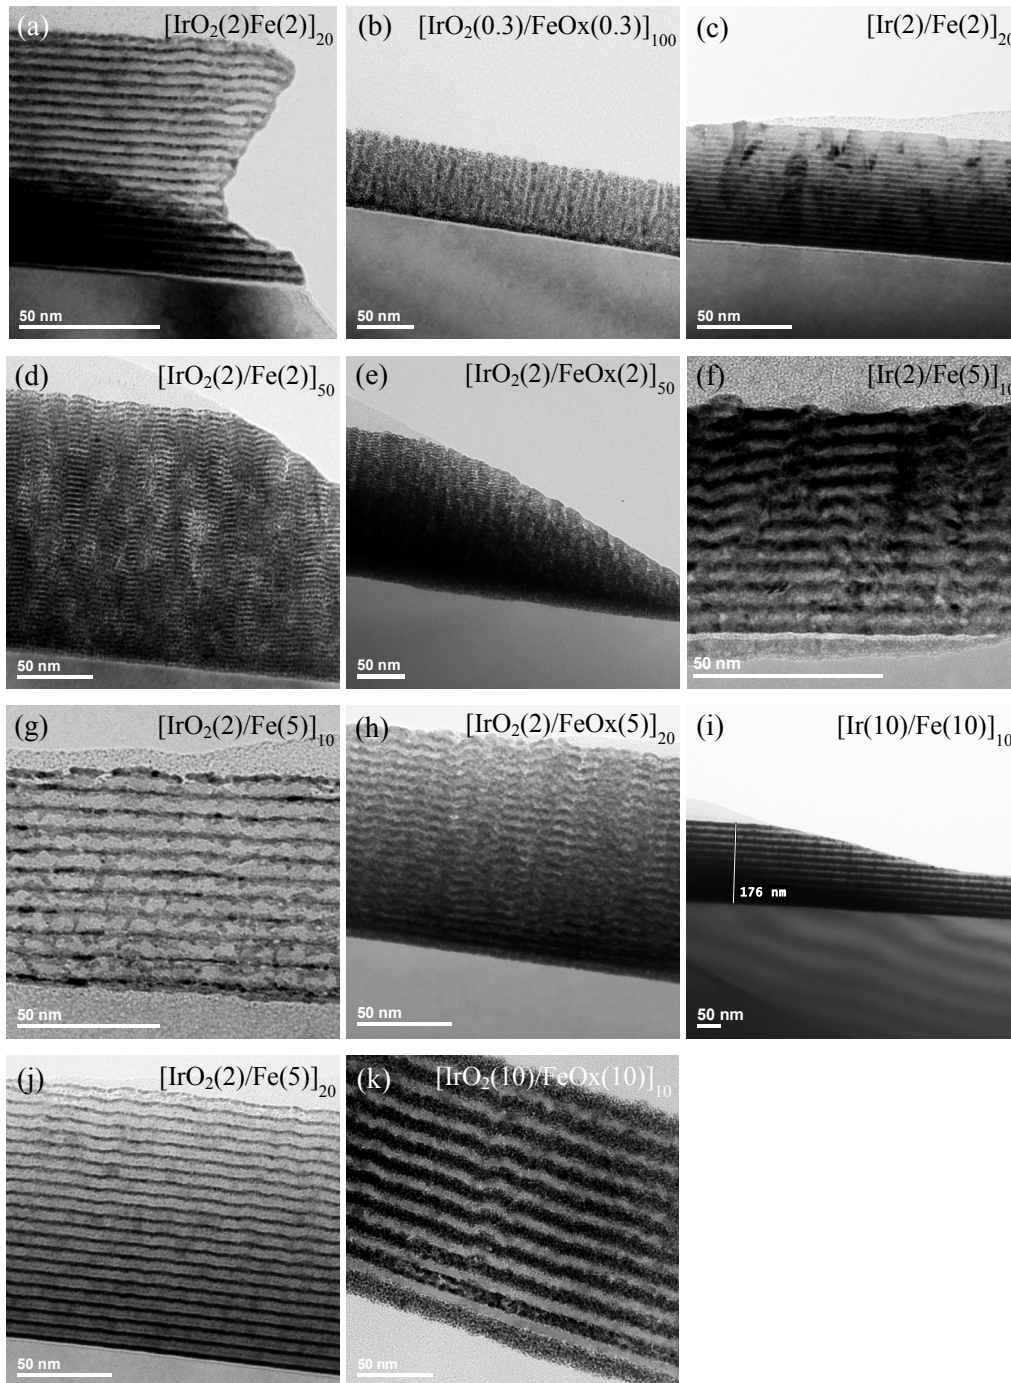 (a) [IrO₂(2)Fe(2)]₂₀
50 nm
(b) [IrO₂(0.3)/FeOx(0.3)]₁₀₀
50 nm
(c) [Ir(2)/Fe(2)]₂₀
50 nm
(d) [IrO₂(2)/Fe(2)]₅₀
50 nm
(e) [IrO₂(2)/FeOx(2)]₅₀
50 nm
(f) [Ir(2)/Fe(5)]₁₀
50 nm
(g) [IrO₂(2)/Fe(5)]₁₀
50 nm
(h) [IrO₂(2)/FeOx(5)]₂₀
50 nm
(i) [Ir(10)/Fe(10)]₁₀
176 nm
50 nm
(j) [IrO₂(2)/Fe(5)]₂₀
50 nm
(k) [IrO₂(10)/FeOx(10)]₁₀
50 nm